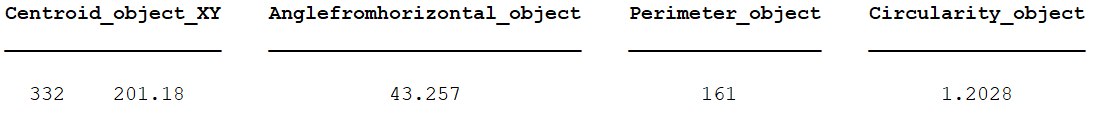 Centroid_object_XY Anglefromhorizontal_object Perimeter_object Circularity_object
332 201.18 43.257 161 1.2028